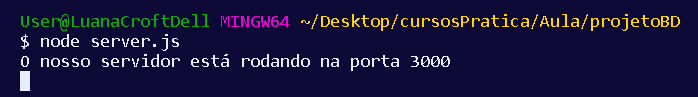 User@LuanaCroftDell MINGW64 ~/Desktop/cursosPratica/Aula/projetoBD
$ node server.js
O nosso servidor está rodando na porta 3000